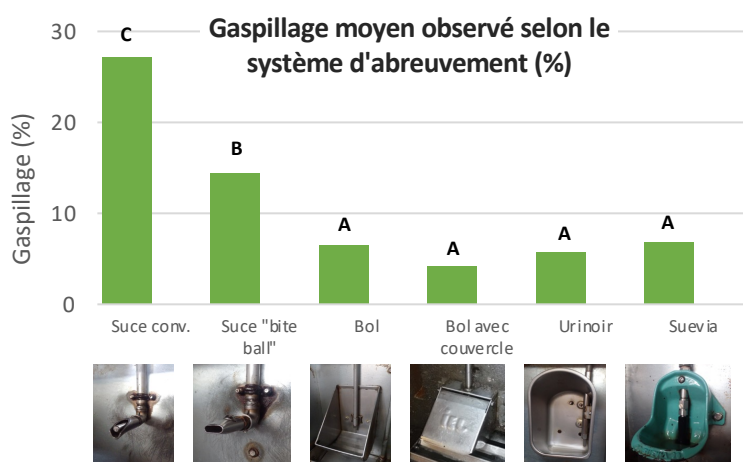 Gaspillage moyen observé selon le
système d'abreuvement (%)
Gaspillage (%)
30
20
10
0
C
B
A
A
A
A
Suce conv.
Suce "bite
ball"
Bol
Bol avec
couvercle
Urinoir
Suevia